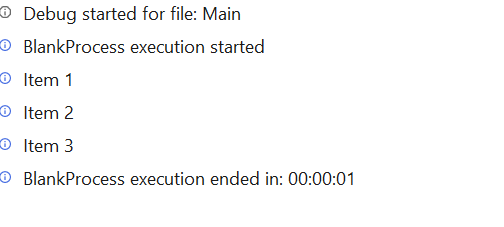 Debug started for file: Main
BlankProcess execution started
Item 1
Item 2
Item 3
BlankProcess execution ended in: 00:00:01